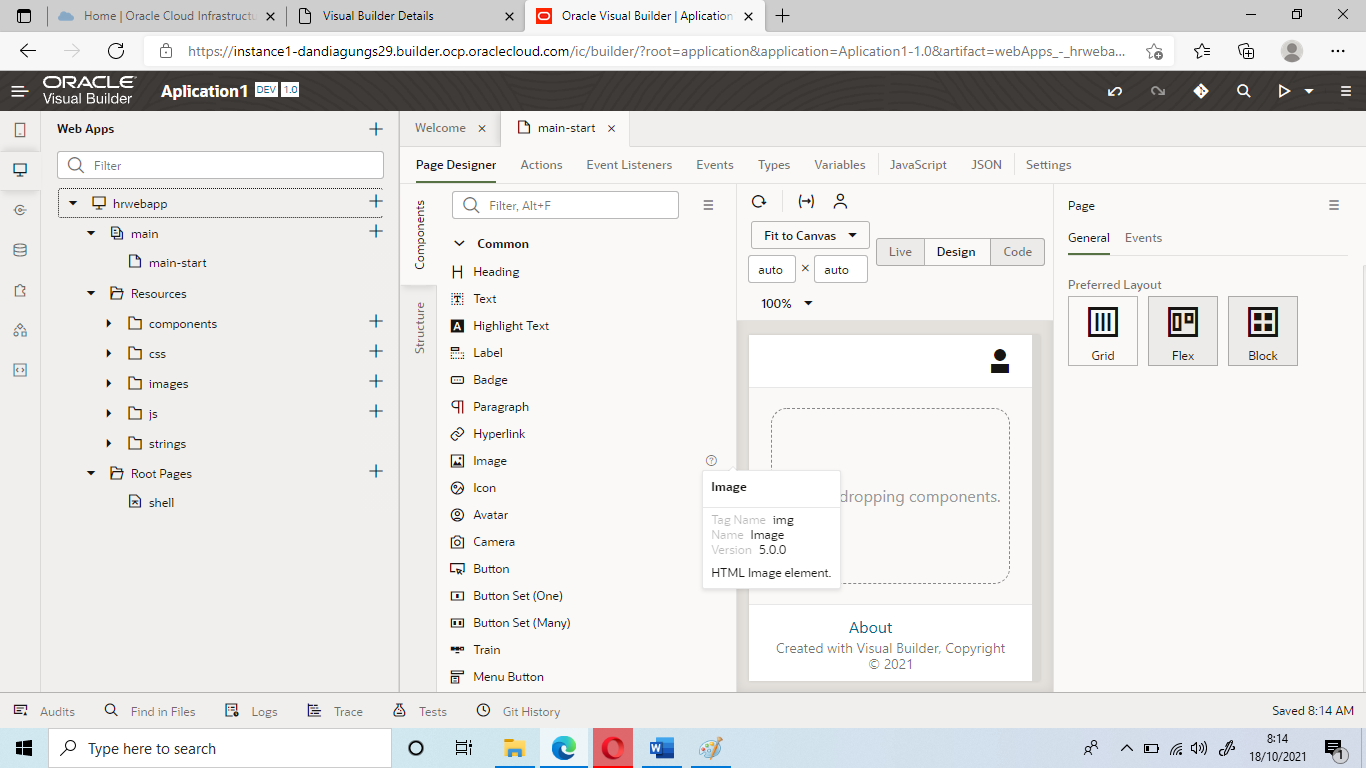 Home | Oracle Cloud Infrastructu
Visual Builder Details
Oracle Visual Builder | Aplication
https://instance1-dandiagungs29.builder.ocp.oraclecloud.com/ic/builder/?root=application&application=Aplication1-1.0&artifact=webApps_-_hrweba...
ORACLE
Visual Builder
Aplication1 DEV 1.0
Web Apps
Filter
hrwebapp
main
main-start
Resources
components
css
images
js
strings
Root Pages
shell
Welcome
main-start
Page Designer Actions Event Listeners Events Types Variables JavaScript JSON Settings
Components
Structure
Filter, Alt+F
Common
Heading
Text
Highlight Text
Label
Badge
Paragraph
Hyperlink
Image
Icon
Avatar
Camera
Button
Button Set (One)
Button Set (Many)
Train
Menu Button
Image
Tag Name img
Name Image
Version 5.0.0
HTML Image element.
Fit to Canvas
Live Design Code
auto × auto
100%
dropping components.
About
Created with Visual Builder, Copyright
© 2021
Page
General Events
Preferred Layout
Grid Flex Block
Audits Find in Files Logs Trace Tests Git History
Saved 8:14 AM
Type here to search
8:14
18/10/2021
1